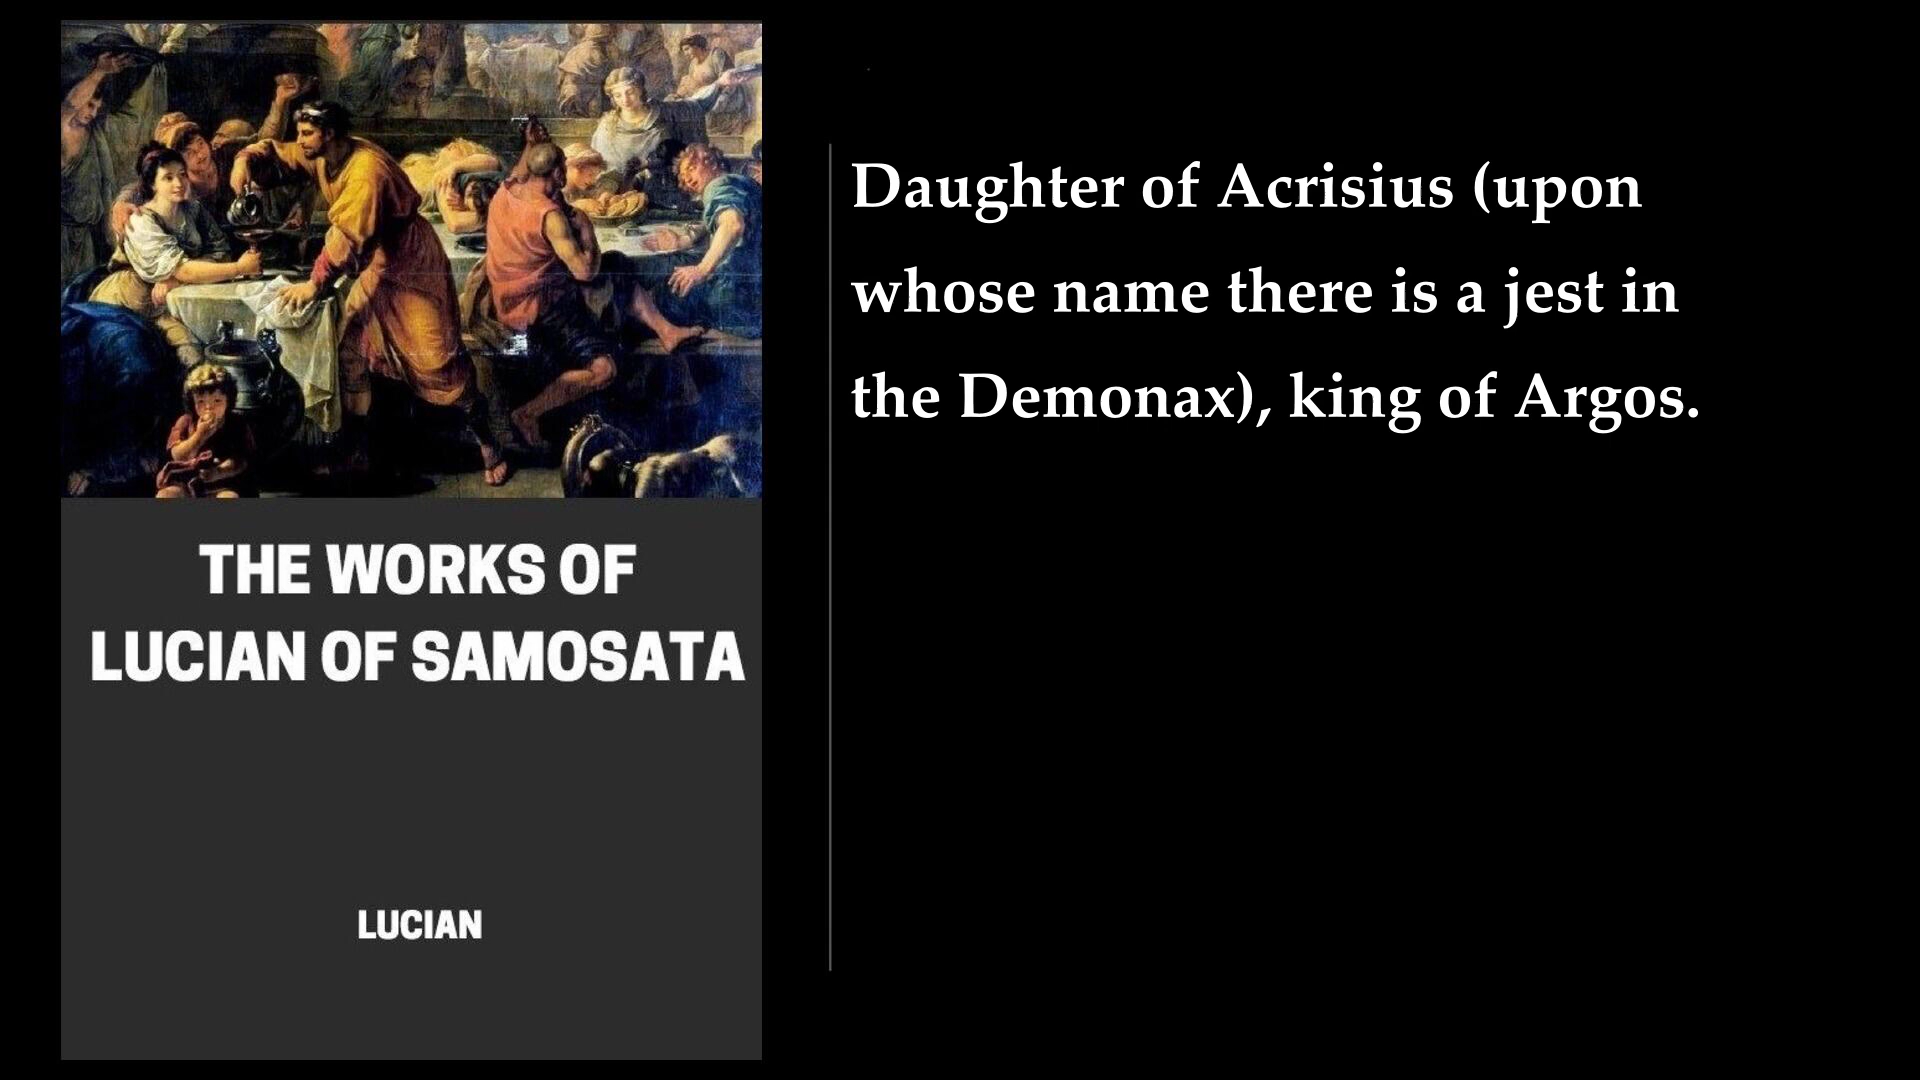 THE WORKS OF
LUCIAN OF SAMOSATA
LUCIAN
Daughter of Acrisius (upon
whose name there is a jest in
the Demonax), king of Argos.